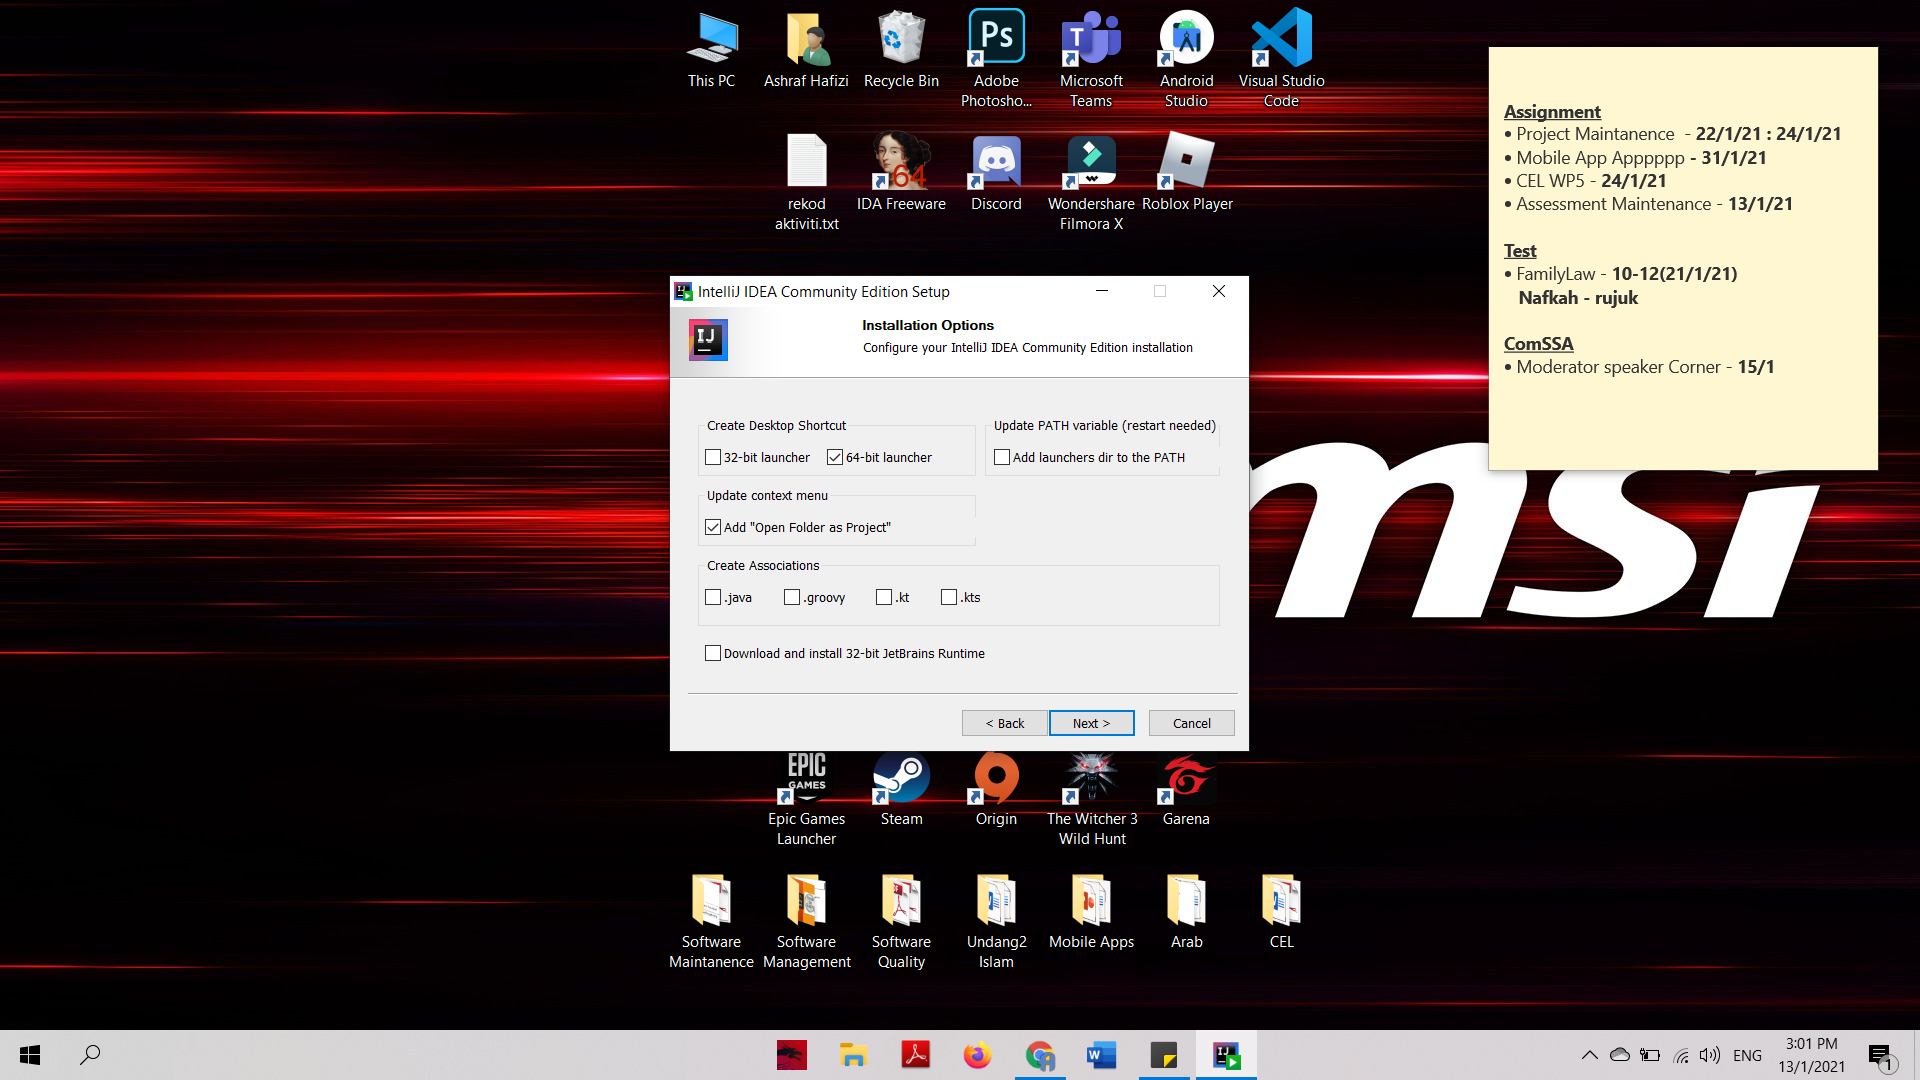 This PC
Ashraf Hafizi
Recycle Bin
Ps
Adobe
Photosho...
T
Microsoft
Teams
Android
Studio
Visual Studio
Code
rekod
aktiviti.txt
64
IDA Freeware
Discord
Wondershare
Filmora X
Roblox Player
Assignment
• Project Maintanence - 22/1/21 : 24/1/21
• Mobile App Apppppp - 31/1/21
• CEL WP5 - 24/1/21
• Assessment Maintenance - 13/1/21
Test
• FamilyLaw - 10-12(21/1/21)
Nafkah - rujuk
ComSSA
• Moderator speaker Corner - 15/1
msi
IntelliJ IDEA Community Edition Setup
IJ
Installation Options
Configure your IntelliJ IDEA Community Edition installation
Create Desktop Shortcut
32-bit launcher
64-bit launcher
Update PATH variable (restart needed)
Add launchers dir to the PATH
Update context menu
Add "Open Folder as Project"
Create Associations
.java
.groovy
.kt
.kts
Download and install 32-bit JetBrains Runtime
< Back
Next >
Cancel
EPIC
GAMES
Epic Games
Launcher
Steam
Origin
The Witcher 3
Wild Hunt
Garena
Software
Maintanence
Software
Management
Software
Quality
Undang2
Islam
Mobile Apps
Arab
CEL
W
IJ
ENG
3:01 PM
13/1/2021
1